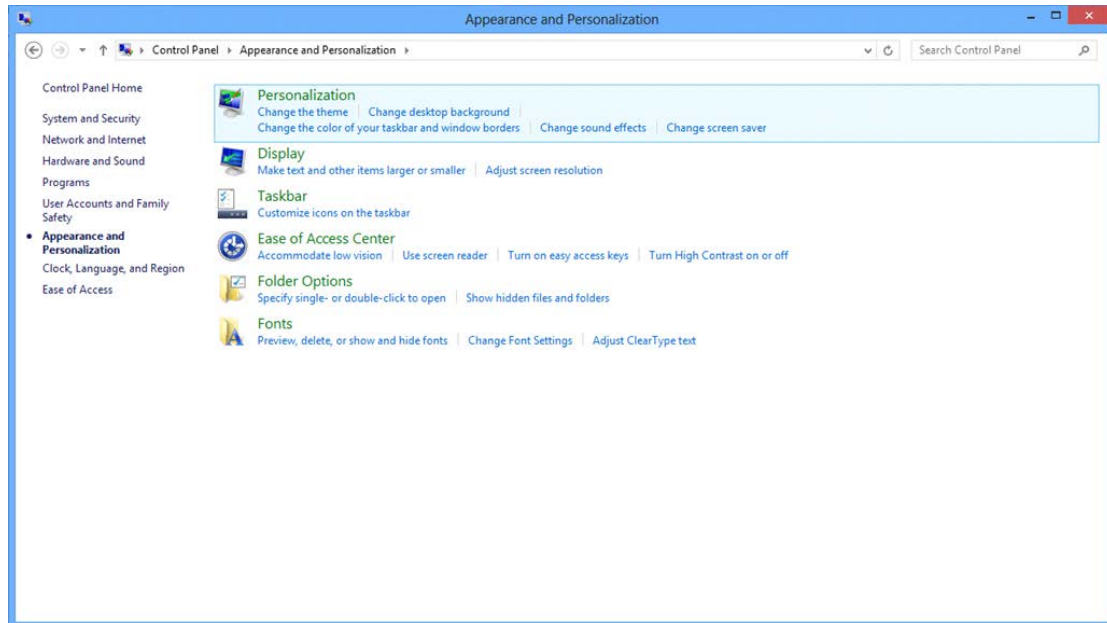 Appearance and Personalization
Control Panel Appearance and Personalization
Search Control Panel
Control Panel Home
System and Security
Network and Internet
Hardware and Sound
Programs
User Accounts and Family
Safety
Appearance and
Personalization
Clock, Language, and Region
Ease of Access
Personalization
Change the theme Change desktop background
Change the color of your taskbar and window borders Change sound effects Change screen saver
Display
Make text and other items larger or smaller Adjust screen resolution
Taskbar
Customize icons on the taskbar
Ease of Access Center
Accommodate low vision Use screen reader Turn on easy access keys Turn High Contrast on or off
Folder Options
Specify single- or double-click to open Show hidden files and folders
Fonts
Preview, delete, or show and hide fonts Change Font Settings Adjust ClearType text